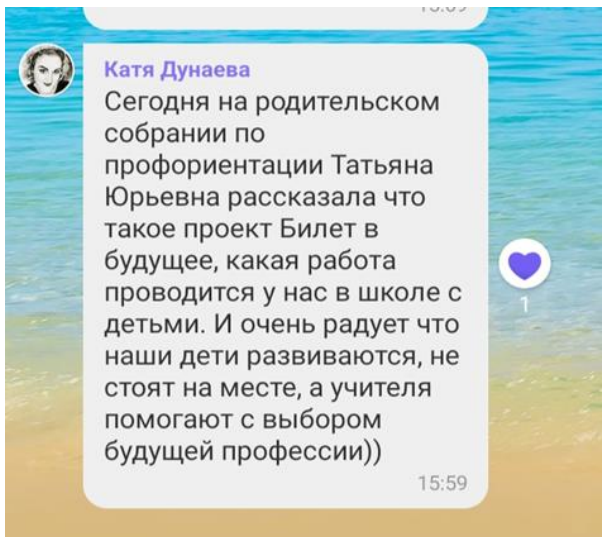 Катя Дунаева
Сегодня на родительском
собрании по
профориентации Татьяна
Юрьевна рассказала что
такое проект Билет в
будущее, какая работа
проводится у нас в школе с
детьми. И очень радует что
наши дети развиваются, не
стоят на месте, а учителя
помогают с выбором
будущей профессии))
1
15:59